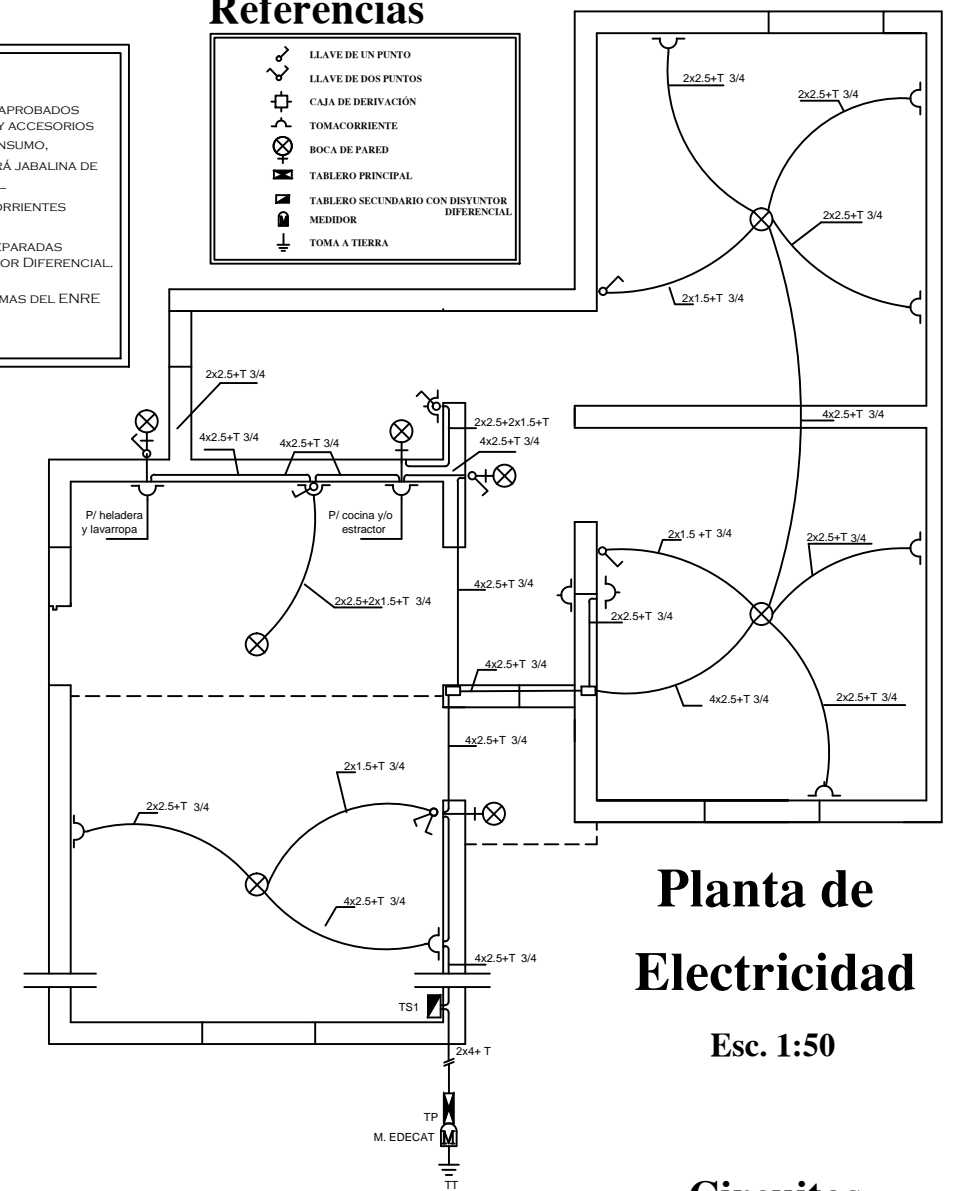 Referencias
LLAVE DE UN PUNTO
LLAVE DE DOS PUNTOS
CAJA DE DERIVACIÓN
TOMACORRIENTE
BOCA DE PARED
TABLERO PRINCIPAL
TABLERO SECUNDARIO CON DISYUNTOR
DIFERENCIAL
MEDIDOR
TOMA A TIERRA
APROBADOS
Y ACCESORIOS
NSUMO,
RÁ JABALINA DE
ORRIENTES
EPARADAS
OR DIFERENCIAL.
MAS DEL ENRE
2x2.5+T 3/4
2x2.5+T 3/4
2x2.5+T 3/4
2x1.5+T 3/4
2x2.5+T 3/4
4x2.5+T 3/4
2x2.5+2x1.5+T
4x2.5+T 3/4
4x2.5+T 3/4
4x2.5+T 3/4
P/ heladera
y lavarropa
P/ cocina y/o
estractor
2x1.5 +T 3/4
2x2.5+T 3/4
4x2.5+T 3/4
2x2.5+2x1.5+T 3/4
2x2.5+T 3/4
4x2.5+T 3/4
4x2.5+T 3/4
2x2.5+T 3/4
4x2.5+T 3/4
2x1.5+T 3/4
2x2.5+T 3/4
4x2.5+T 3/4
4x2.5+T 3/4
TS1
2x4+ T
TP
M. EDECAT
M
TT
Planta de
Electricidad
Esc. 1:50
Circuitos